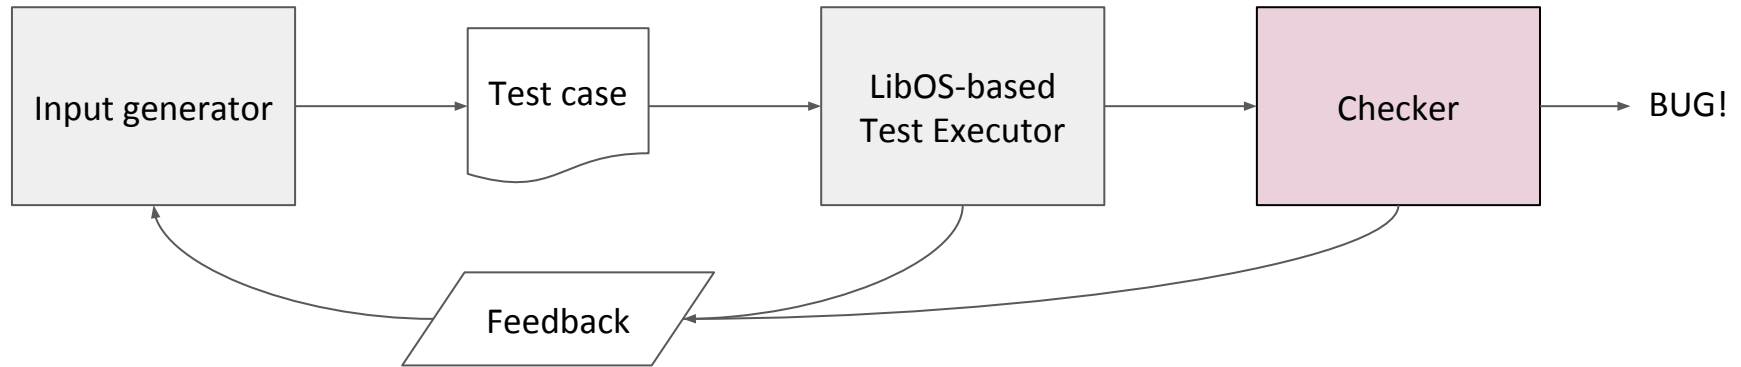 Input generator
Test case
LibOS-based
Test Executor
Checker
BUG!
Feedback